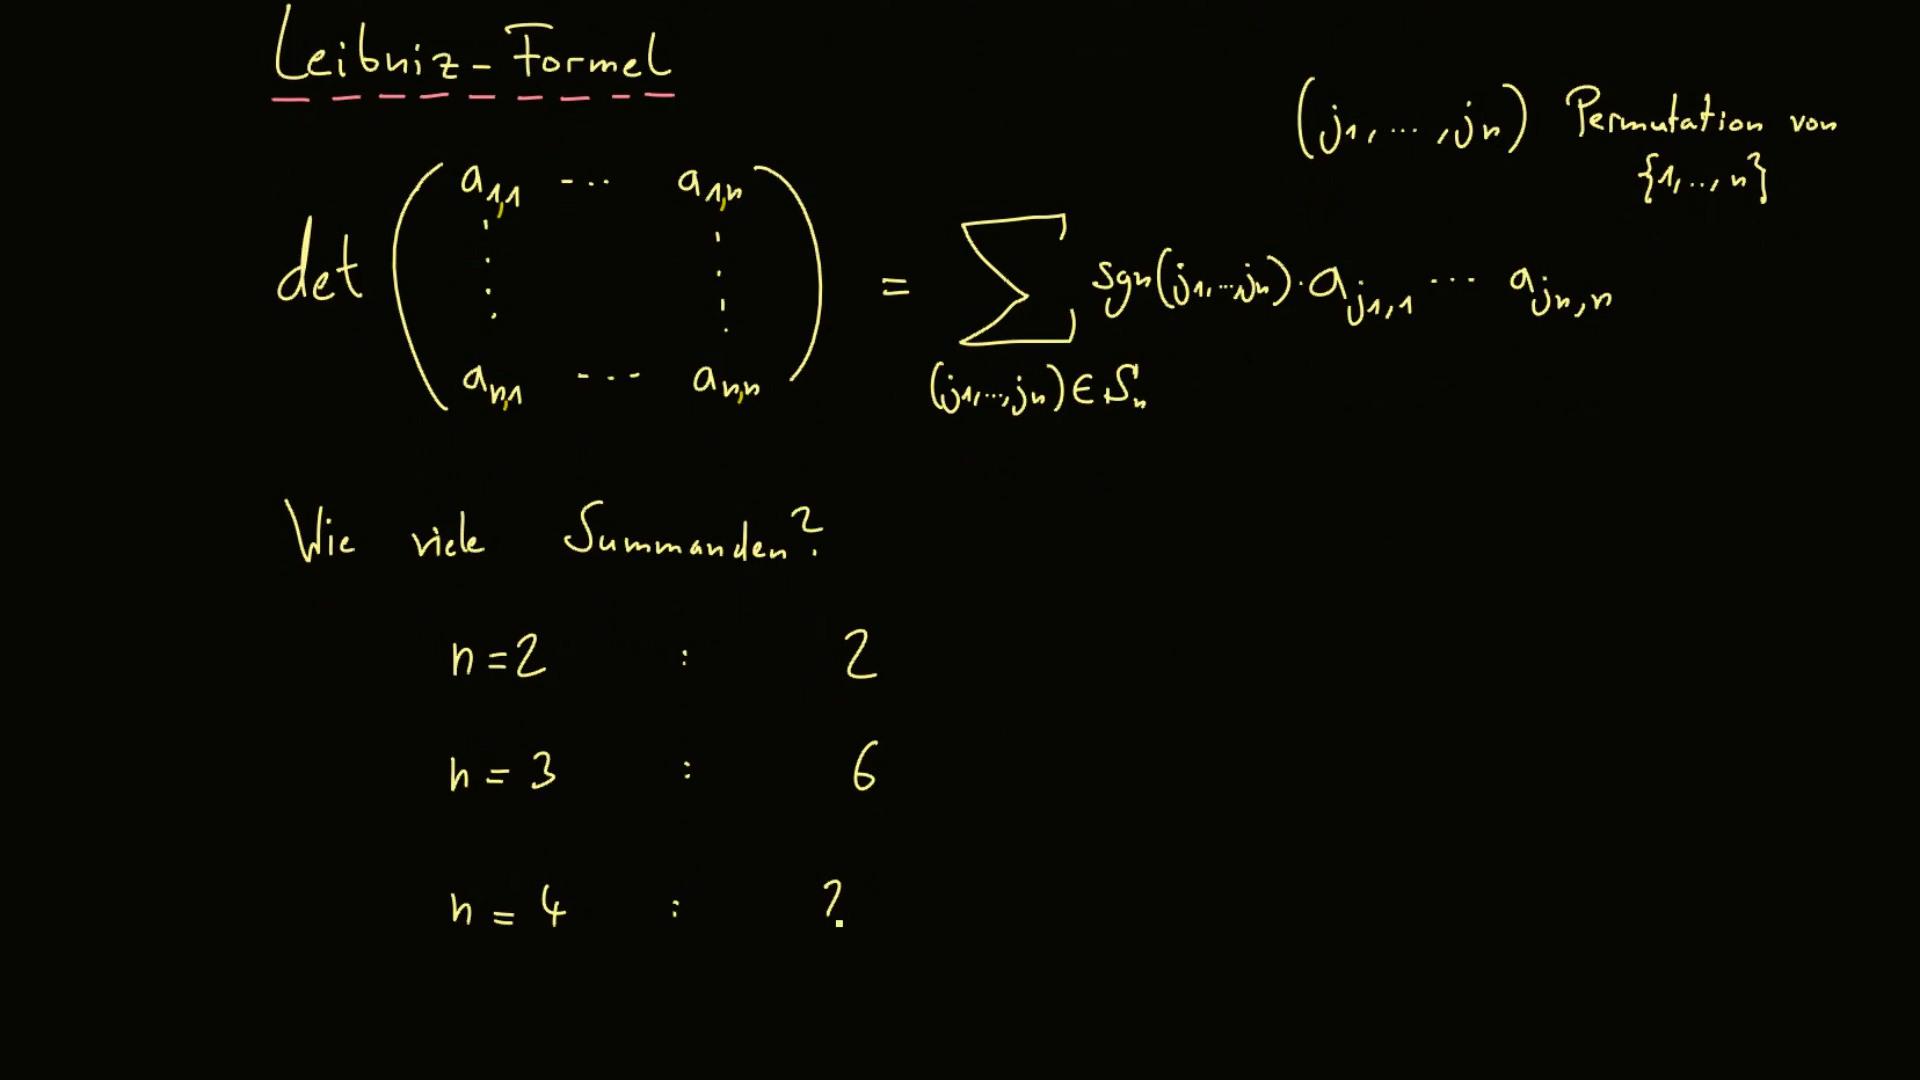 Leibniz-Formel
(j₁, ..., jₙ) Permutation von
{1, .., n}
det ( a₁,₁ ... a₁,ₙ
⋮ ⋮
aₙ,₁ ... aₙ,ₙ ) = ∑ sgn(j₁, ..., jₙ) · a_{j₁,1} ... a_{jₙ,n}
(j₁, ..., jₙ) ∈ Sₙ
Wie viele Summanden?
n = 2 : 2
n = 3 : 6
n = 4 : ?